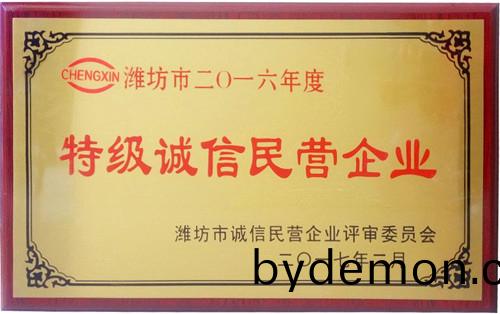 CHENGXIN 潍坊市二〇一六年度
特级诚信民营企业
潍坊市诚信民营企业评审委员会
二〇一七年二月
bydemon.c